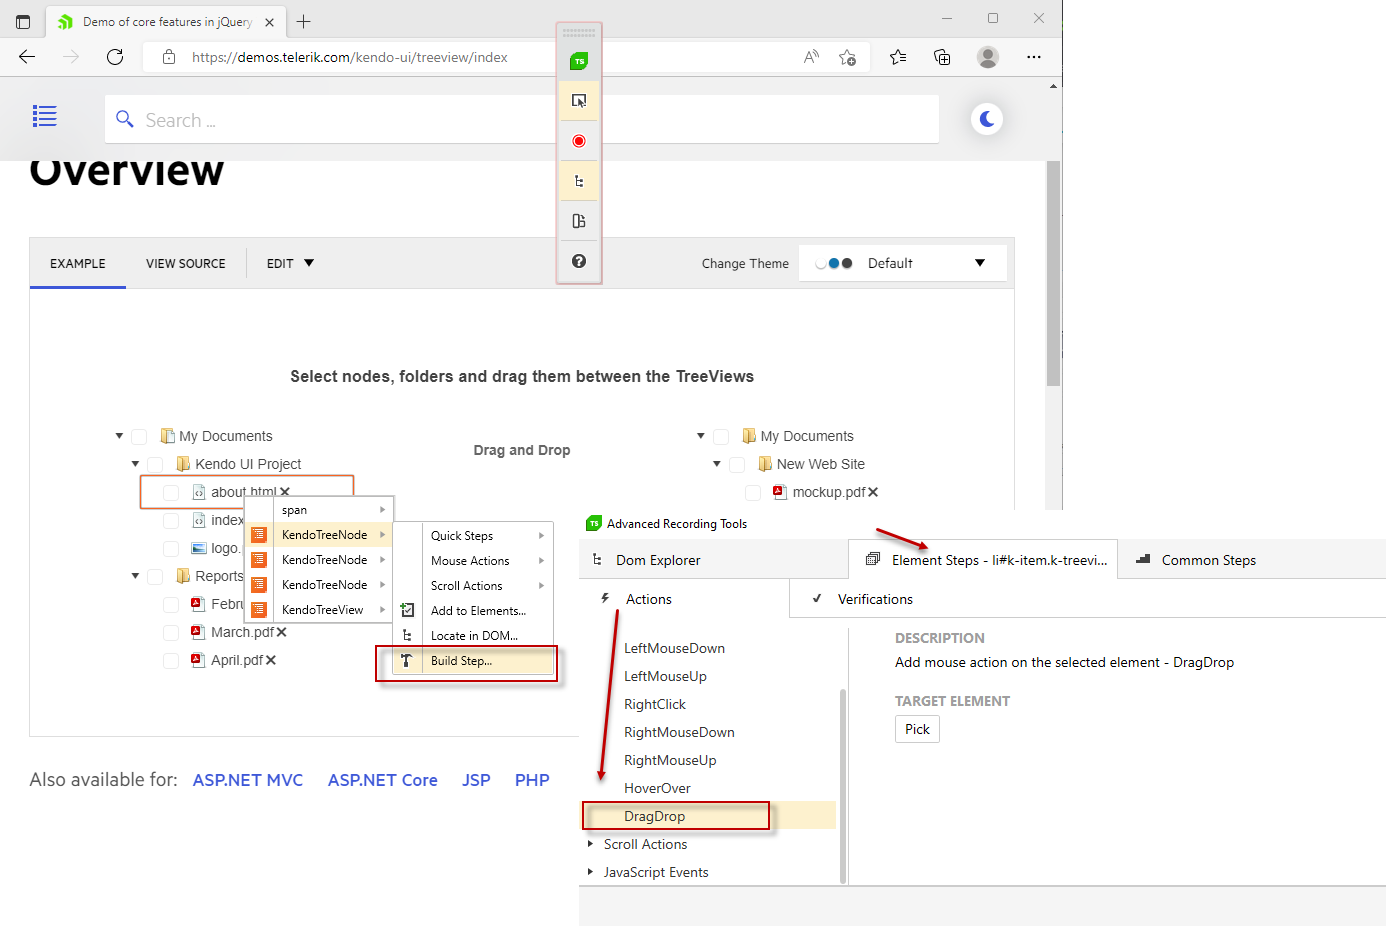 Demo of core features in jQuery
https://demos.telerik.com/kendo-ui/treeview/index
Search ...
Overview
EXAMPLE
VIEW SOURCE
EDIT
Change Theme
Default
Select nodes, folders and drag them between the TreeViews
My Documents
Kendo UI Project
about.html
index
logo.
Reports
Febru
March.pdf
April.pdf
Drag and Drop
My Documents
New Web Site
mockup.pdf
span
KendoTreeNode
KendoTreeNode
KendoTreeNode
KendoTreeView
Quick Steps
Mouse Actions
Scroll Actions
Add to Elements...
Locate in DOM...
Build Step...
Also available for: ASP.NET MVC ASP.NET Core JSP PHP
TS
TS Advanced Recording Tools
Dom Explorer
Element Steps - li#k-item.k-treevi...
Common Steps
Actions
Verifications
LeftMouseDown
LeftMouseUp
RightClick
RightMouseDown
RightMouseUp
HoverOver
DragDrop
Scroll Actions
JavaScript Events
DESCRIPTION
Add mouse action on the selected element - DragDrop
TARGET ELEMENT
Pick